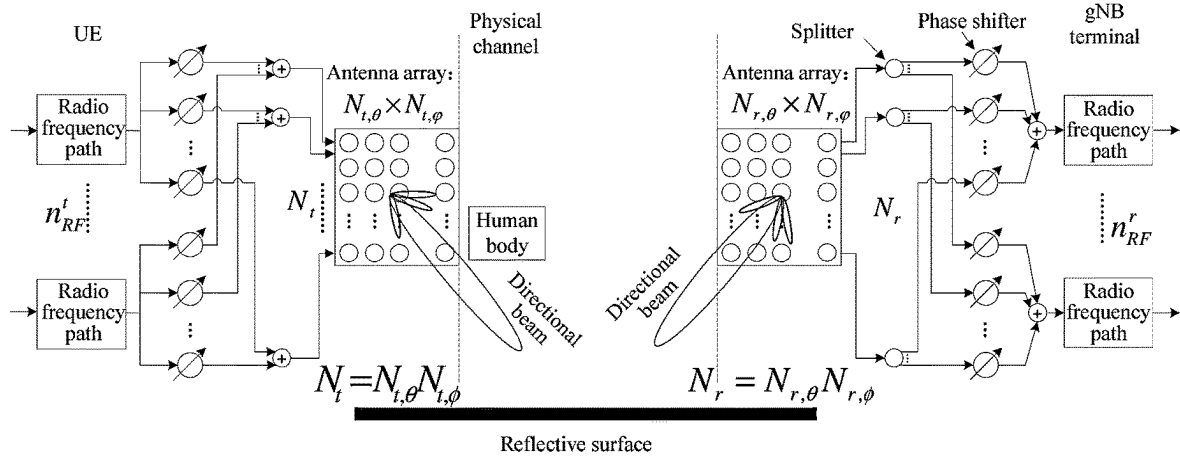 UE
Physical
channel
Splitter
Phase shifter
gNB
terminal
Antenna array:
N_{t,θ}×N_{t,φ}
Antenna array:
N_{r,θ}×N_{r,φ}
Radio
frequency
path
Radio
frequency
path
n^t_{RF}
N_t
Human
body
N_r
n^r_{RF}
Radio
frequency
path
Radio
frequency
path
Directional
beam
Directional
beam
N_t=N_{t,θ}N_{t,ϕ}
N_r = N_{r,θ}N_{r,ϕ}
Reflective surface